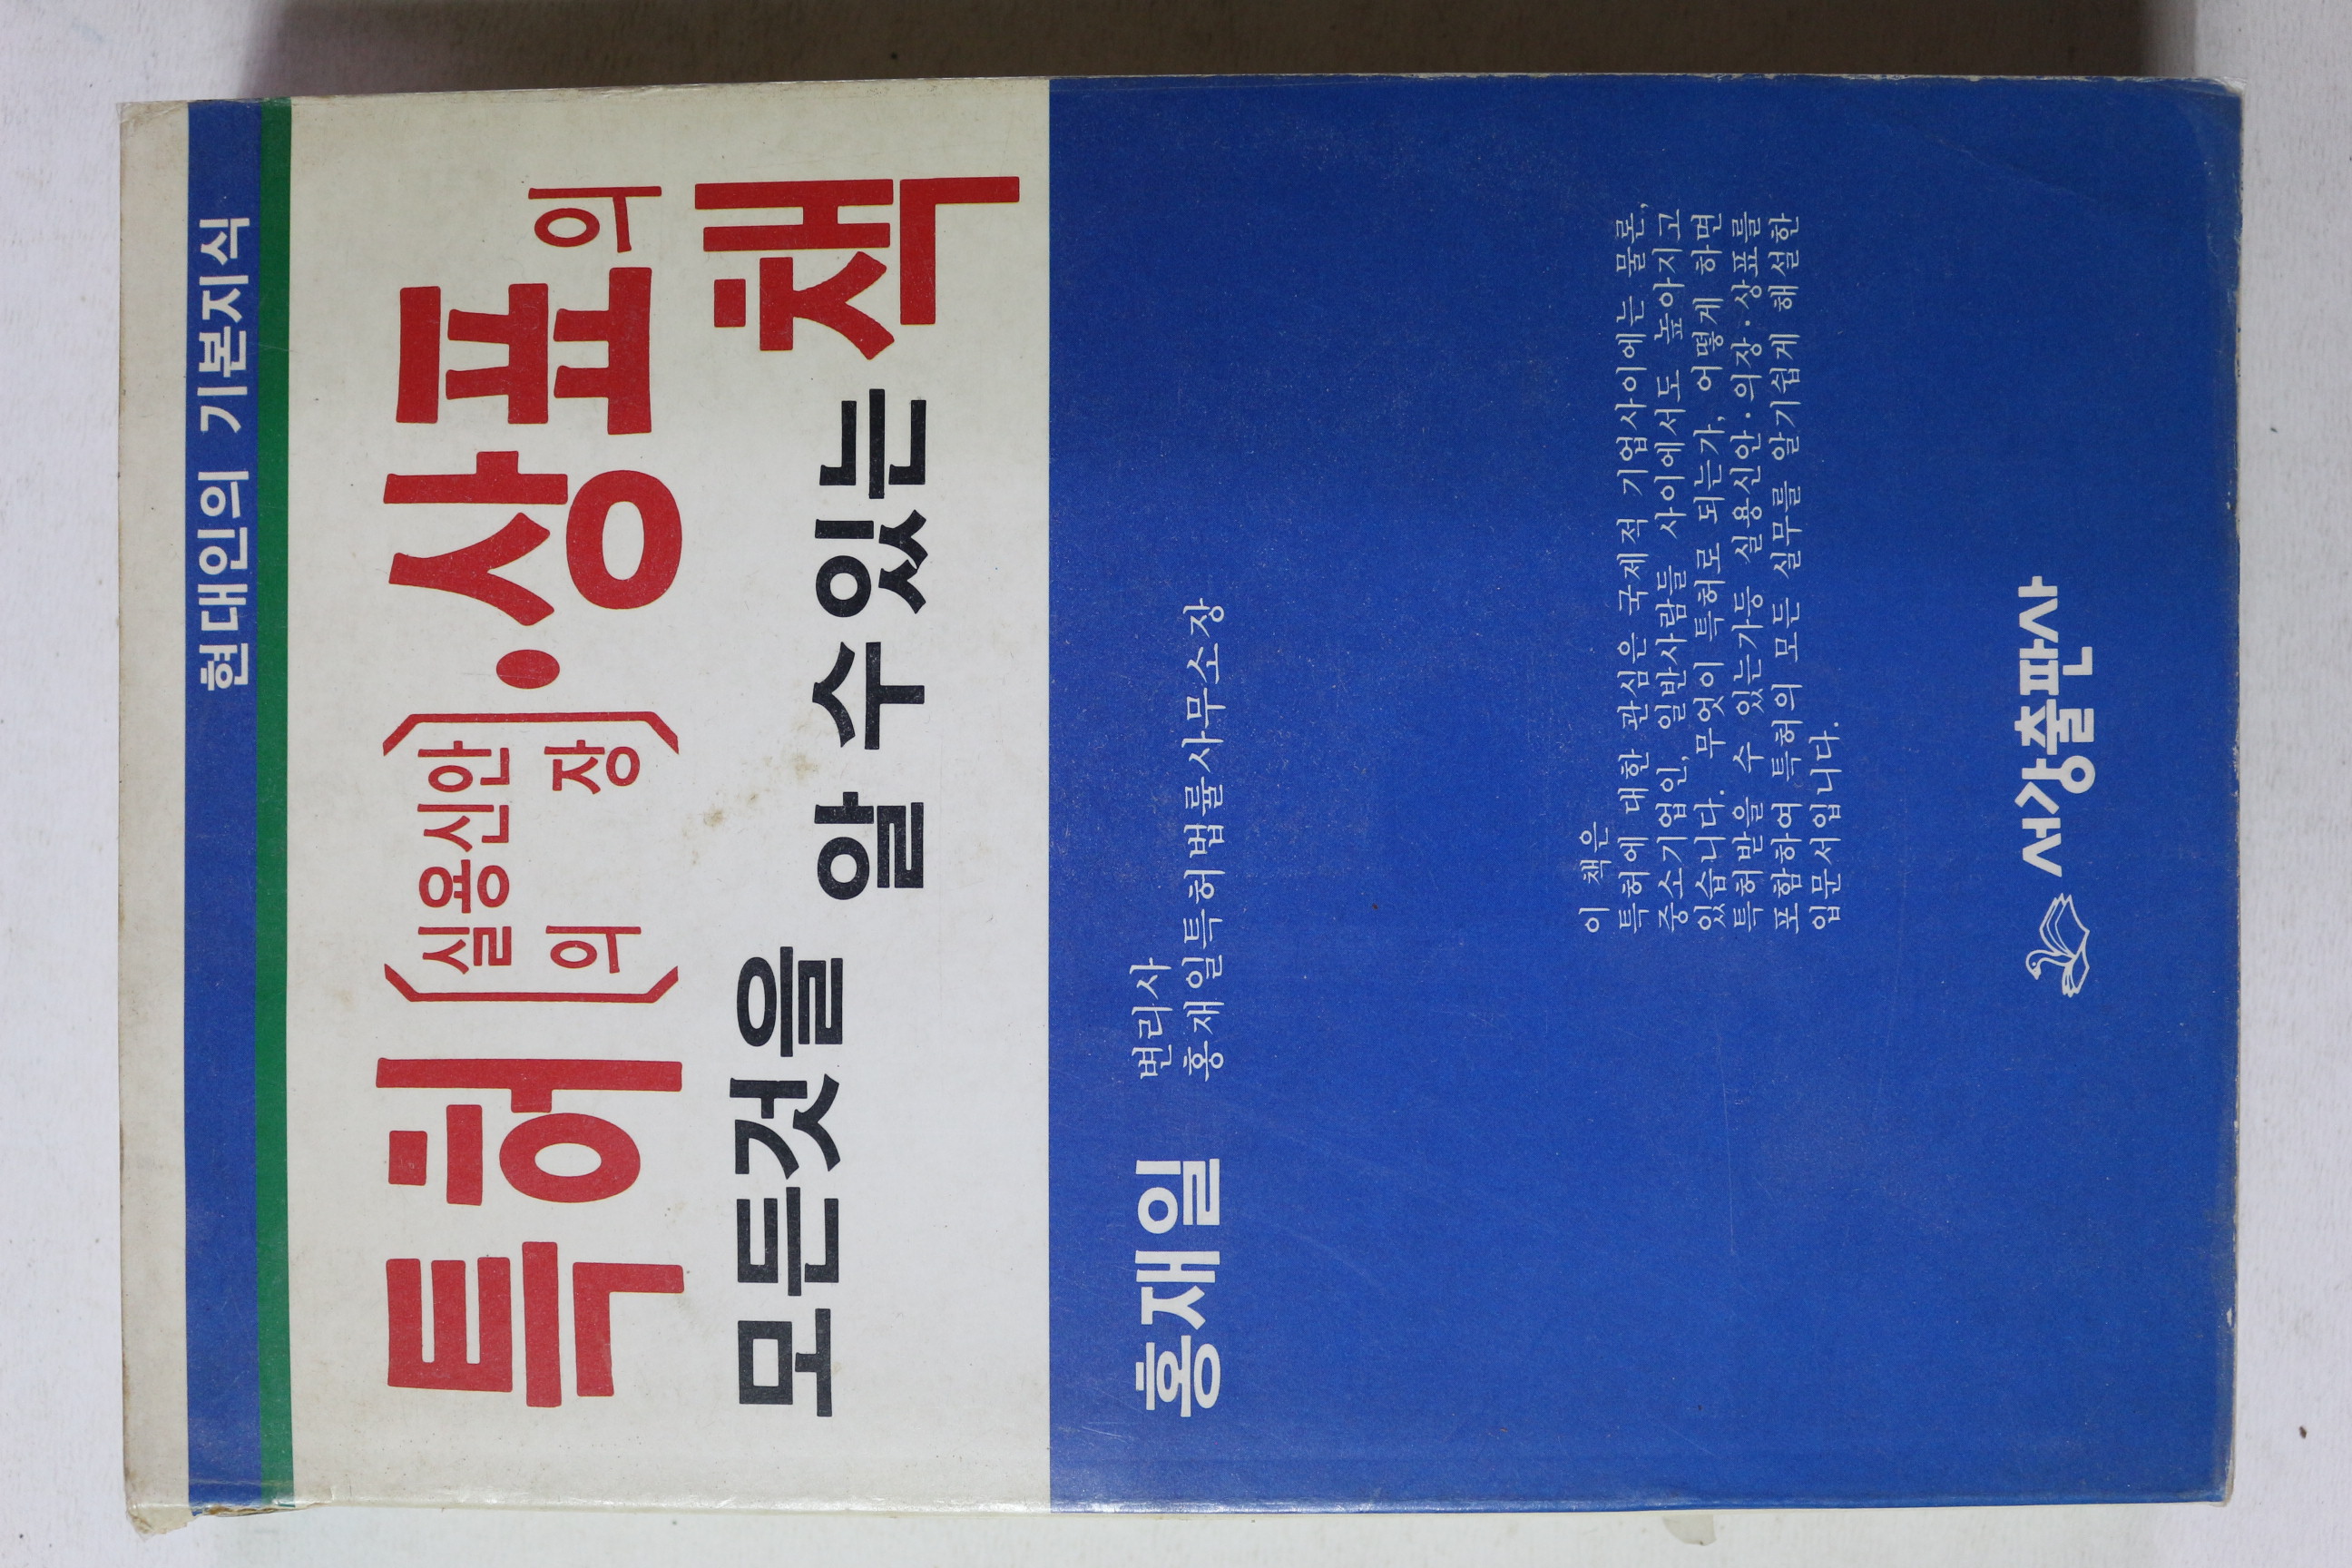 현대인의 기본지식
특허(실용신안
의 장)·상표의
모든것을 알 수 있는 책
홍재일
변리사
홍재일특허법률사무소장
이 책은
특허에 대한 관심은 국제적 기업사이에는 물론,
중소기업인, 일반사람들 사이에서도 높아지고
있습니다. 무엇이 특허로 되는가, 어떻게 하면
특허받을 수 있는가등 실용신안·의장·상표를
포함하여 특허의 모든 실무를 알기쉽게 해설한
입문서입니다.
서강출판사